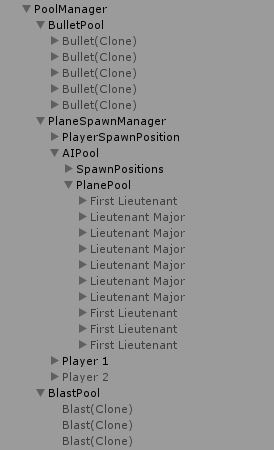 PoolManager
BulletPool
Bullet(Clone)
Bullet(Clone)
Bullet(Clone)
Bullet(Clone)
Bullet(Clone)
PlaneSpawnManager
PlayerSpawnPosition
AIPool
SpawnPositions
PlanePool
First Lieutenant
Lieutenant Major
Lieutenant Major
Lieutenant Major
Lieutenant Major
Lieutenant Major
Lieutenant Major
First Lieutenant
First Lieutenant
First Lieutenant
Player 1
Player 2
BlastPool
Blast(Clone)
Blast(Clone)
Blast(Clone)